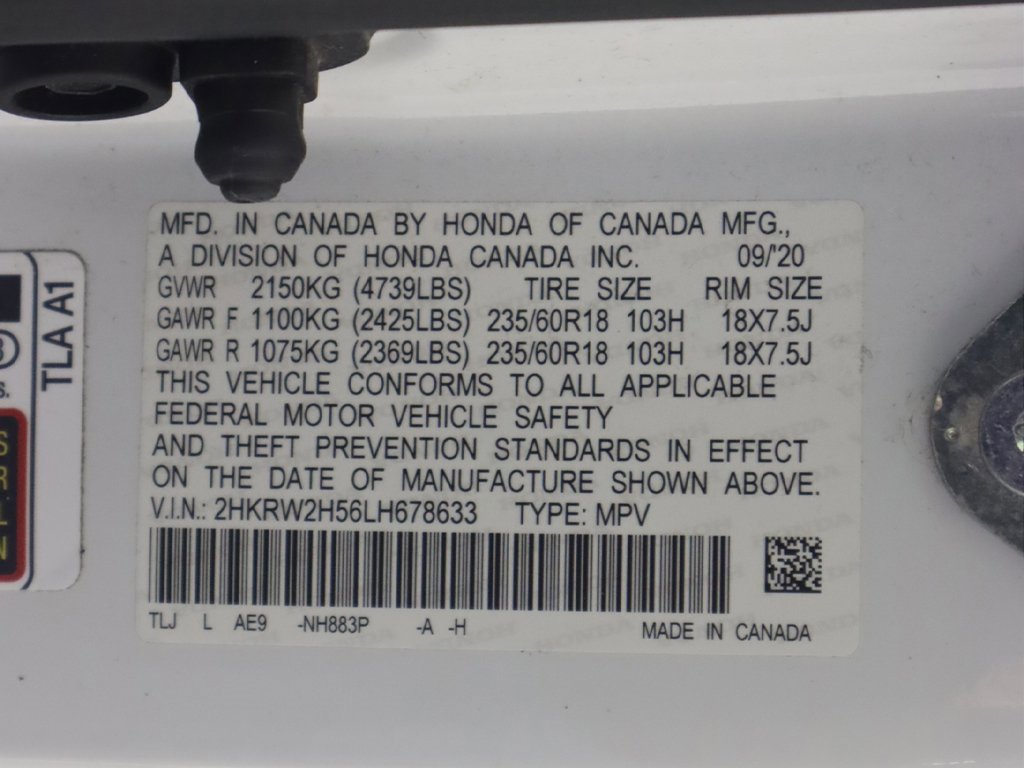 MFD. IN CANADA BY HONDA OF CANADA MFG.,
A DIVISION OF HONDA CANADA INC. 09/'20
GVWR 2150KG (4739LBS) TIRE SIZE RIM SIZE
GAWR F 1100KG (2425LBS) 235/60R18 103H 18X7.5J
GAWR R 1075KG (2369LBS) 235/60R18 103H 18X7.5J
THIS VEHICLE CONFORMS TO ALL APPLICABLE
FEDERAL MOTOR VEHICLE SAFETY
AND THEFT PREVENTION STANDARDS IN EFFECT
ON THE DATE OF MANUFACTURE SHOWN ABOVE.
V.I.N.: 2HKRW2H56LH678633 TYPE: MPV
TLJ L AE9 -NH883P -A -H
MADE IN CANADA
TLA A1